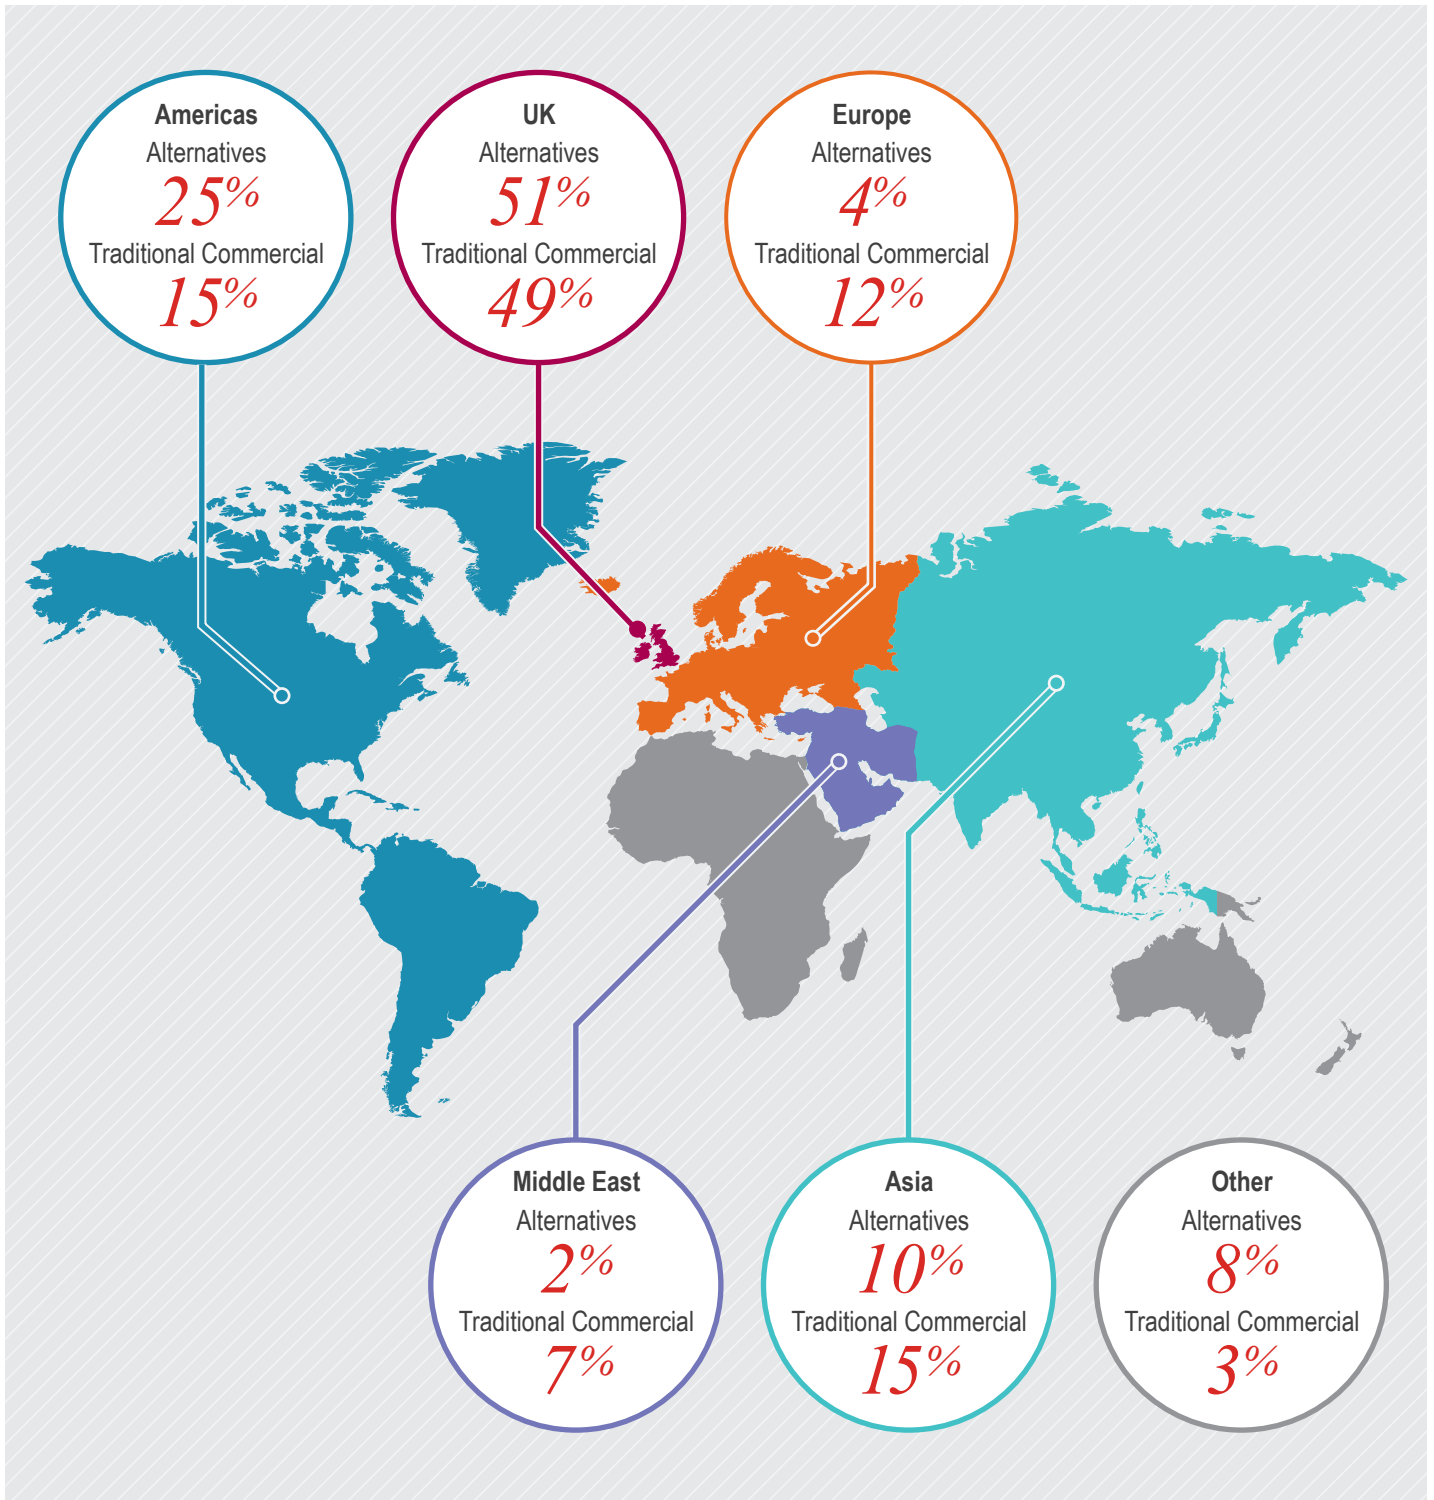 Americas
Alternatives
25%
Traditional Commercial
15%
UK
Alternatives
51%
Traditional Commercial
49%
Europe
Alternatives
4%
Traditional Commercial
12%
Middle East
Alternatives
2%
Traditional Commercial
7%
Asia
Alternatives
10%
Traditional Commercial
15%
Other
Alternatives
8%
Traditional Commercial
3%